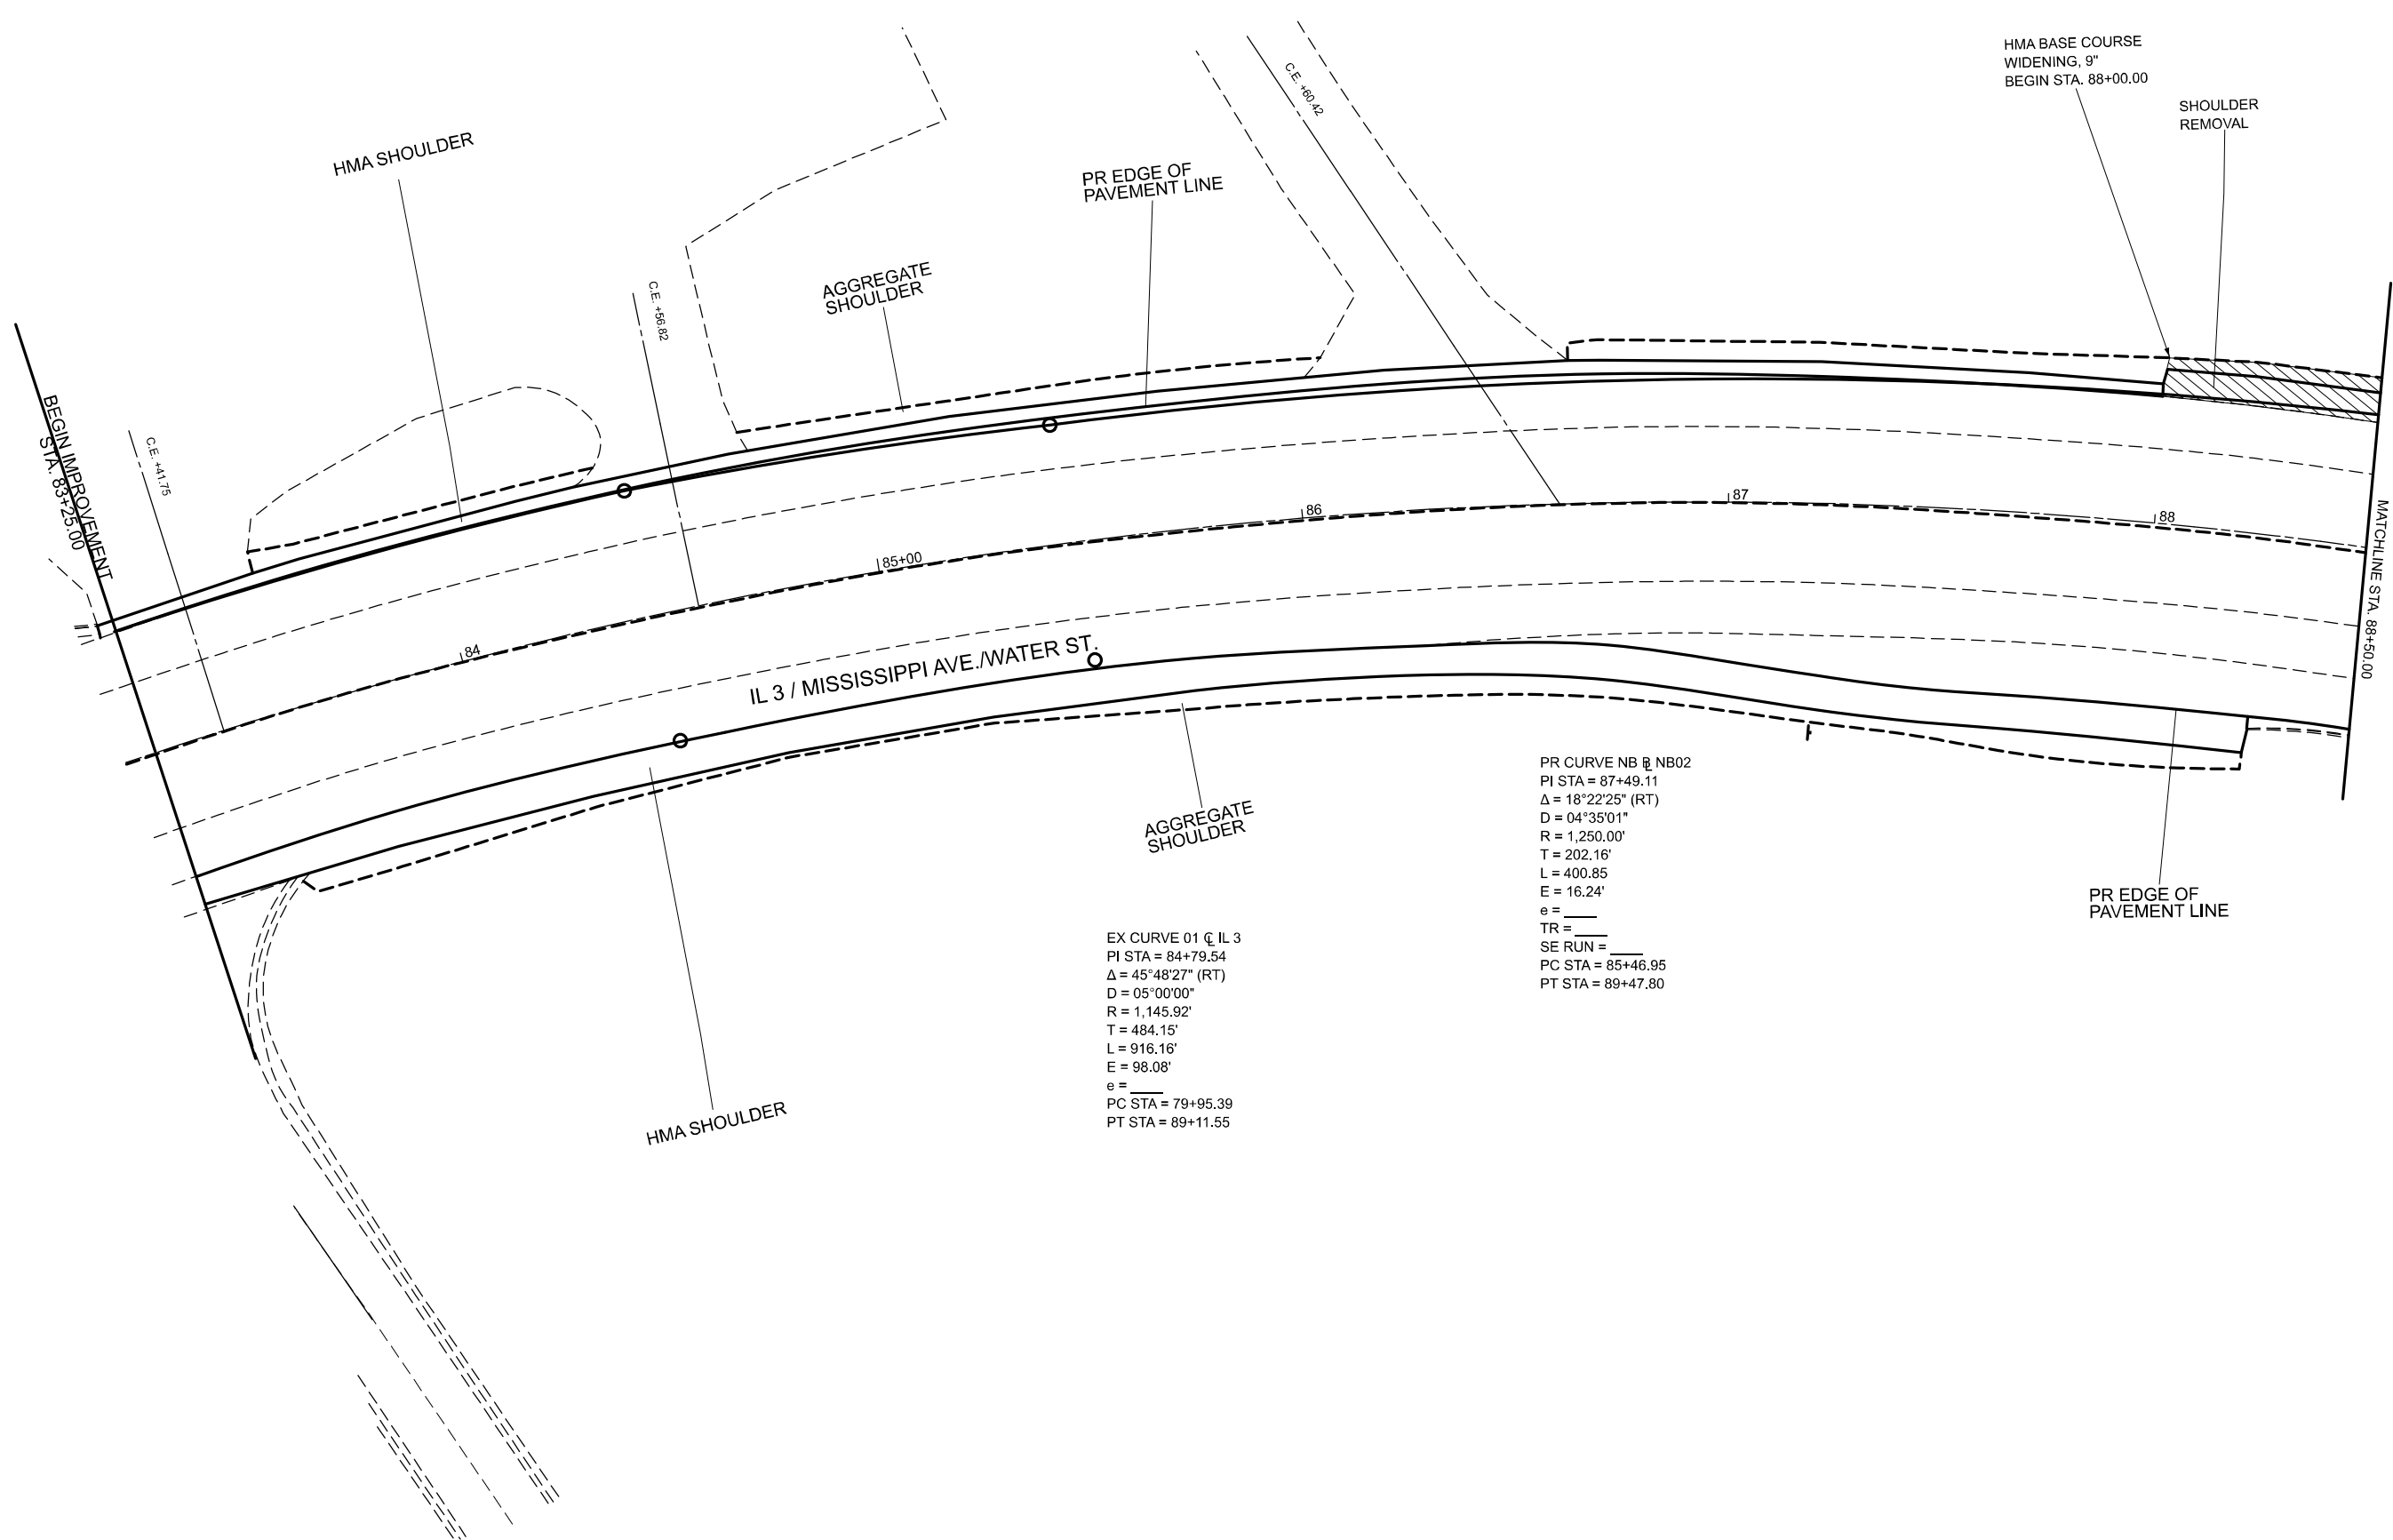 HMA BASE COURSE
WIDENING, 9"
BEGIN STA. 88+00.00
SHOULDER
REMOVAL
C.E. +60.42
HMA SHOULDER
PR EDGE OF
PAVEMENT LINE
AGGREGATE
SHOULDER
C.E. +56.82
BEGIN IMPROVEMENT
STA. 83+25.00
C.E. +41.75
84
85+00
86
87
88
MATCHLINE STA. 88+50.00
IL 3 / MISSISSIPPI AVE./WATER ST.
AGGREGATE
SHOULDER
PR CURVE NB ℄ NB02
PI STA = 87+49.11
Δ = 18°22'25" (RT)
D = 04°35'01"
R = 1,250.00'
T = 202.16'
L = 400.85
E = 16.24'
e = ____
TR = ____
SE RUN = ____
PC STA = 85+46.95
PT STA = 89+47.80
PR EDGE OF
PAVEMENT LINE
EX CURVE 01 ℄ IL 3
PI STA = 84+79.54
Δ = 45°48'27" (RT)
D = 05°00'00"
R = 1,145.92'
T = 484.15'
L = 916.16'
E = 98.08'
e = ____
PC STA = 79+95.39
PT STA = 89+11.55
HMA SHOULDER